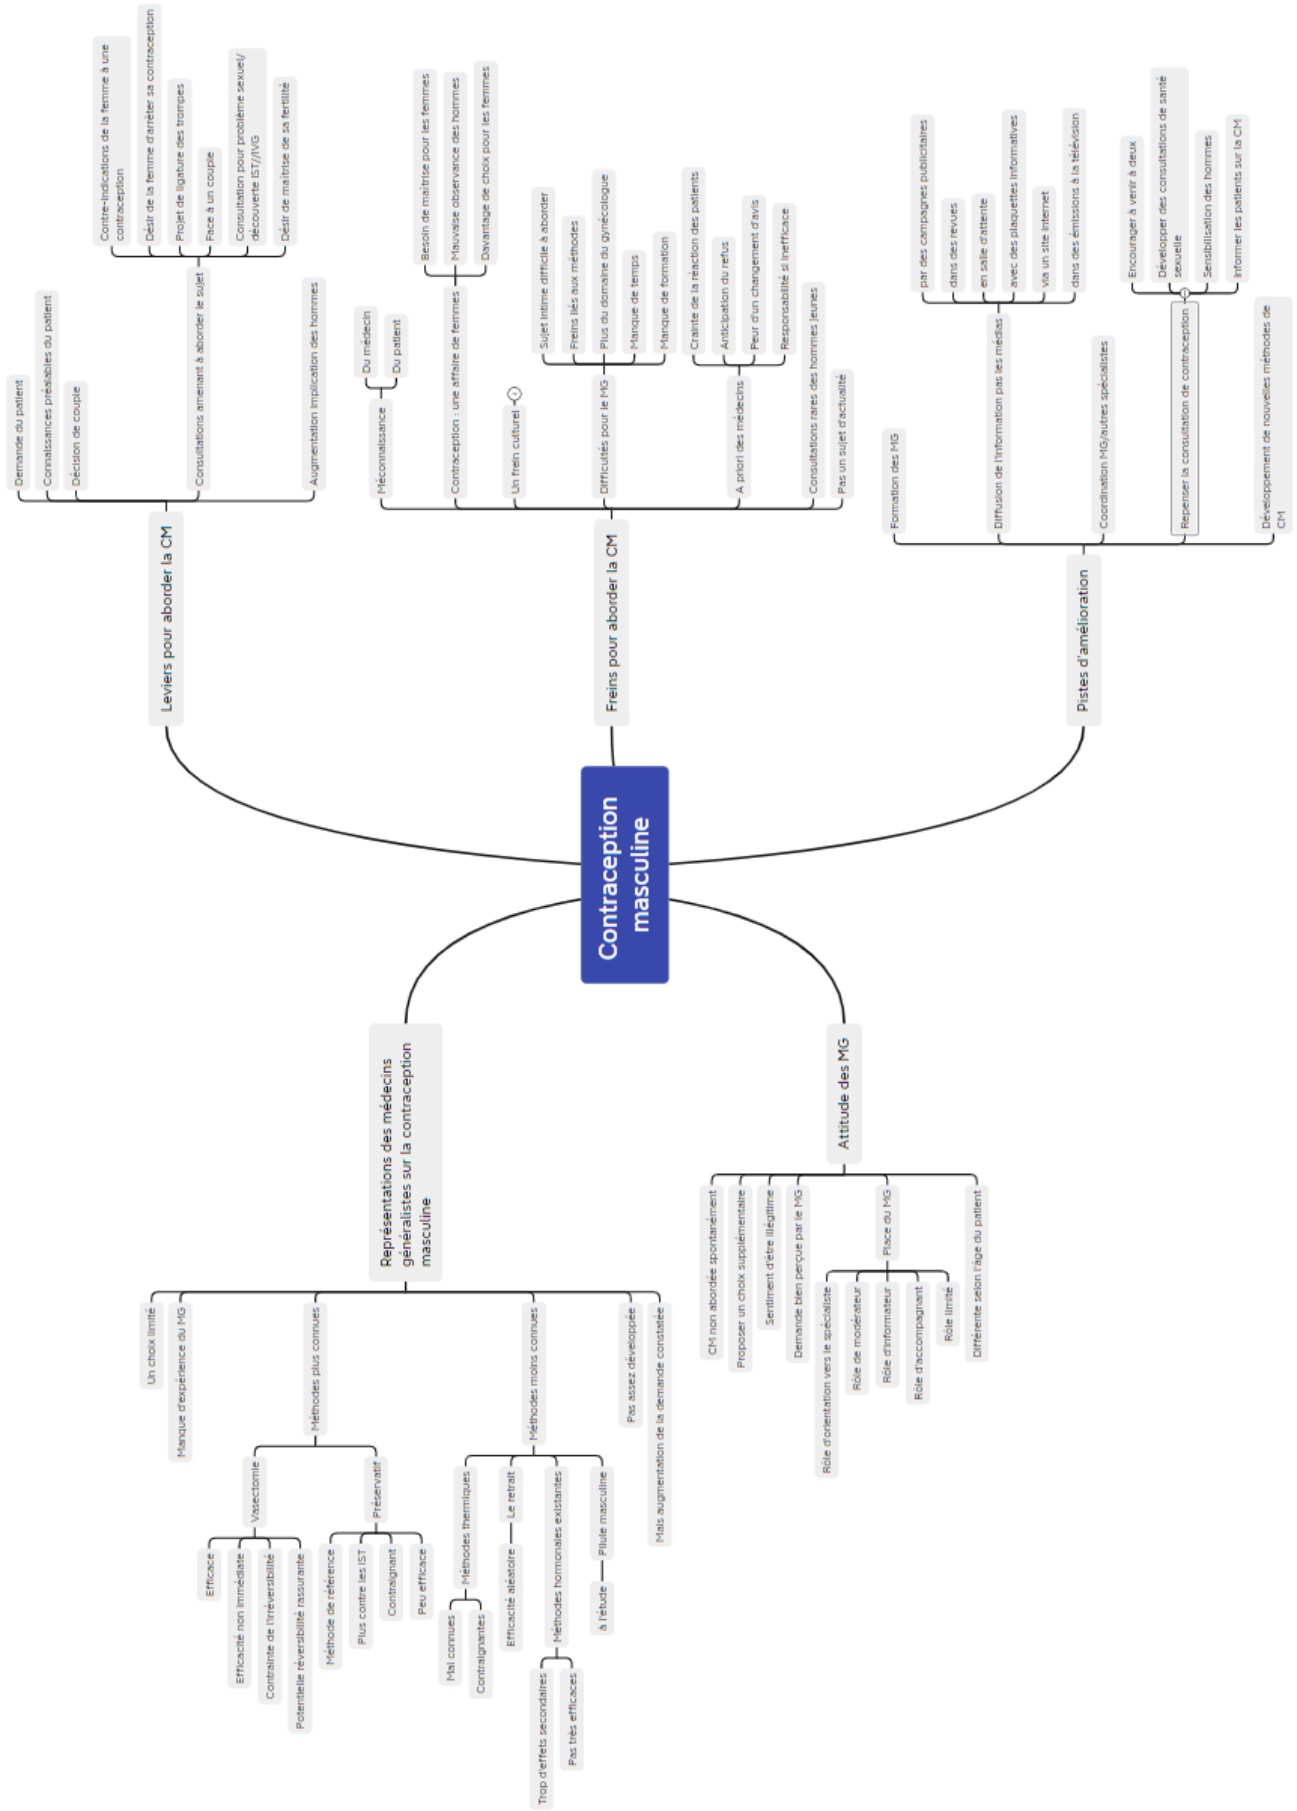 Contraception
masculine
Leviers pour aborder la CM
Demande du patient
Connaissances préalables du patient
Décision de couple
Consultations amenant à aborder le sujet
Contre-indications de la femme à une
contraception
Désir de la femme d'arrêter sa contraception
Projet de ligature des trompes
Face à un couple
Consultation pour problème sexuel/
découverte IST//IVG
Désir de maitrise de sa fertilité
Augmentation implication des hommes
Freins pour aborder la CM
Méconnaissance
Du médecin
Du patient
Contraception : une affaire de femmes
Besoin de maitrise pour les femmes
Mauvaise observance des hommes
Davantage de choix pour les femmes
Un frein culturel
Difficultés pour le MG
Sujet intime difficile à aborder
Freins liés aux méthodes
Plus du domaine du gynécologue
Manque de temps
Manque de formation
A priori des médecins
Crainte de la réaction des patients
Anticipation du refus
Peur d'un changement d'avis
Responsabilité si inefficace
Consultations rares des hommes jeunes
Pas un sujet d'actualité
Pistes d'amélioration
Formation des MG
Diffusion de l'information pas les médias
par des campagnes publicitaires
dans des revues
en salle d'attente
avec des plaquettes informatives
via un site internet
dans des émissions à la télévision
Coordination MG/autres spécialistes
Repenser la consultation de contraception
Encourager à venir à deux
Développer des consultations de santé
sexuelle
Sensibilisation des hommes
Informer les patients sur la CM
Développement de nouvelles méthodes de
CM
Représentations des médecins
généralistes sur la contraception
masculine
Un choix limité
Manque d'expérience du MG
Méthodes plus connues
Vasectomie
Efficace
Efficacité non immédiate
Contrainte de l'irréversibilité
Potentielle réversibilité rassurante
Préservatif
Méthode de référence
Plus contre les IST
Contraignant
Peu efficace
Méthodes moins connues
Méthodes thermiques
Mal connues
Contraignantes
Le retrait
Efficacité aléatoire
Méthodes hormonales existantes
Trop d'effets secondaires
Pas très efficaces
Pilule masculine
à l'étude
Pas assez développée
Mais augmentation de la demande constatée
Attitude des MG
CM non abordée spontanément
Proposer un choix supplémentaire
Sentiment d'être illégitime
Demande bien perçue par le MG
Place du MG
Rôle d'orientation vers le spécialiste
Rôle de modérateur
Rôle d'informateur
Rôle d'accompagnant
Rôle limité
Différente selon l'âge du patient